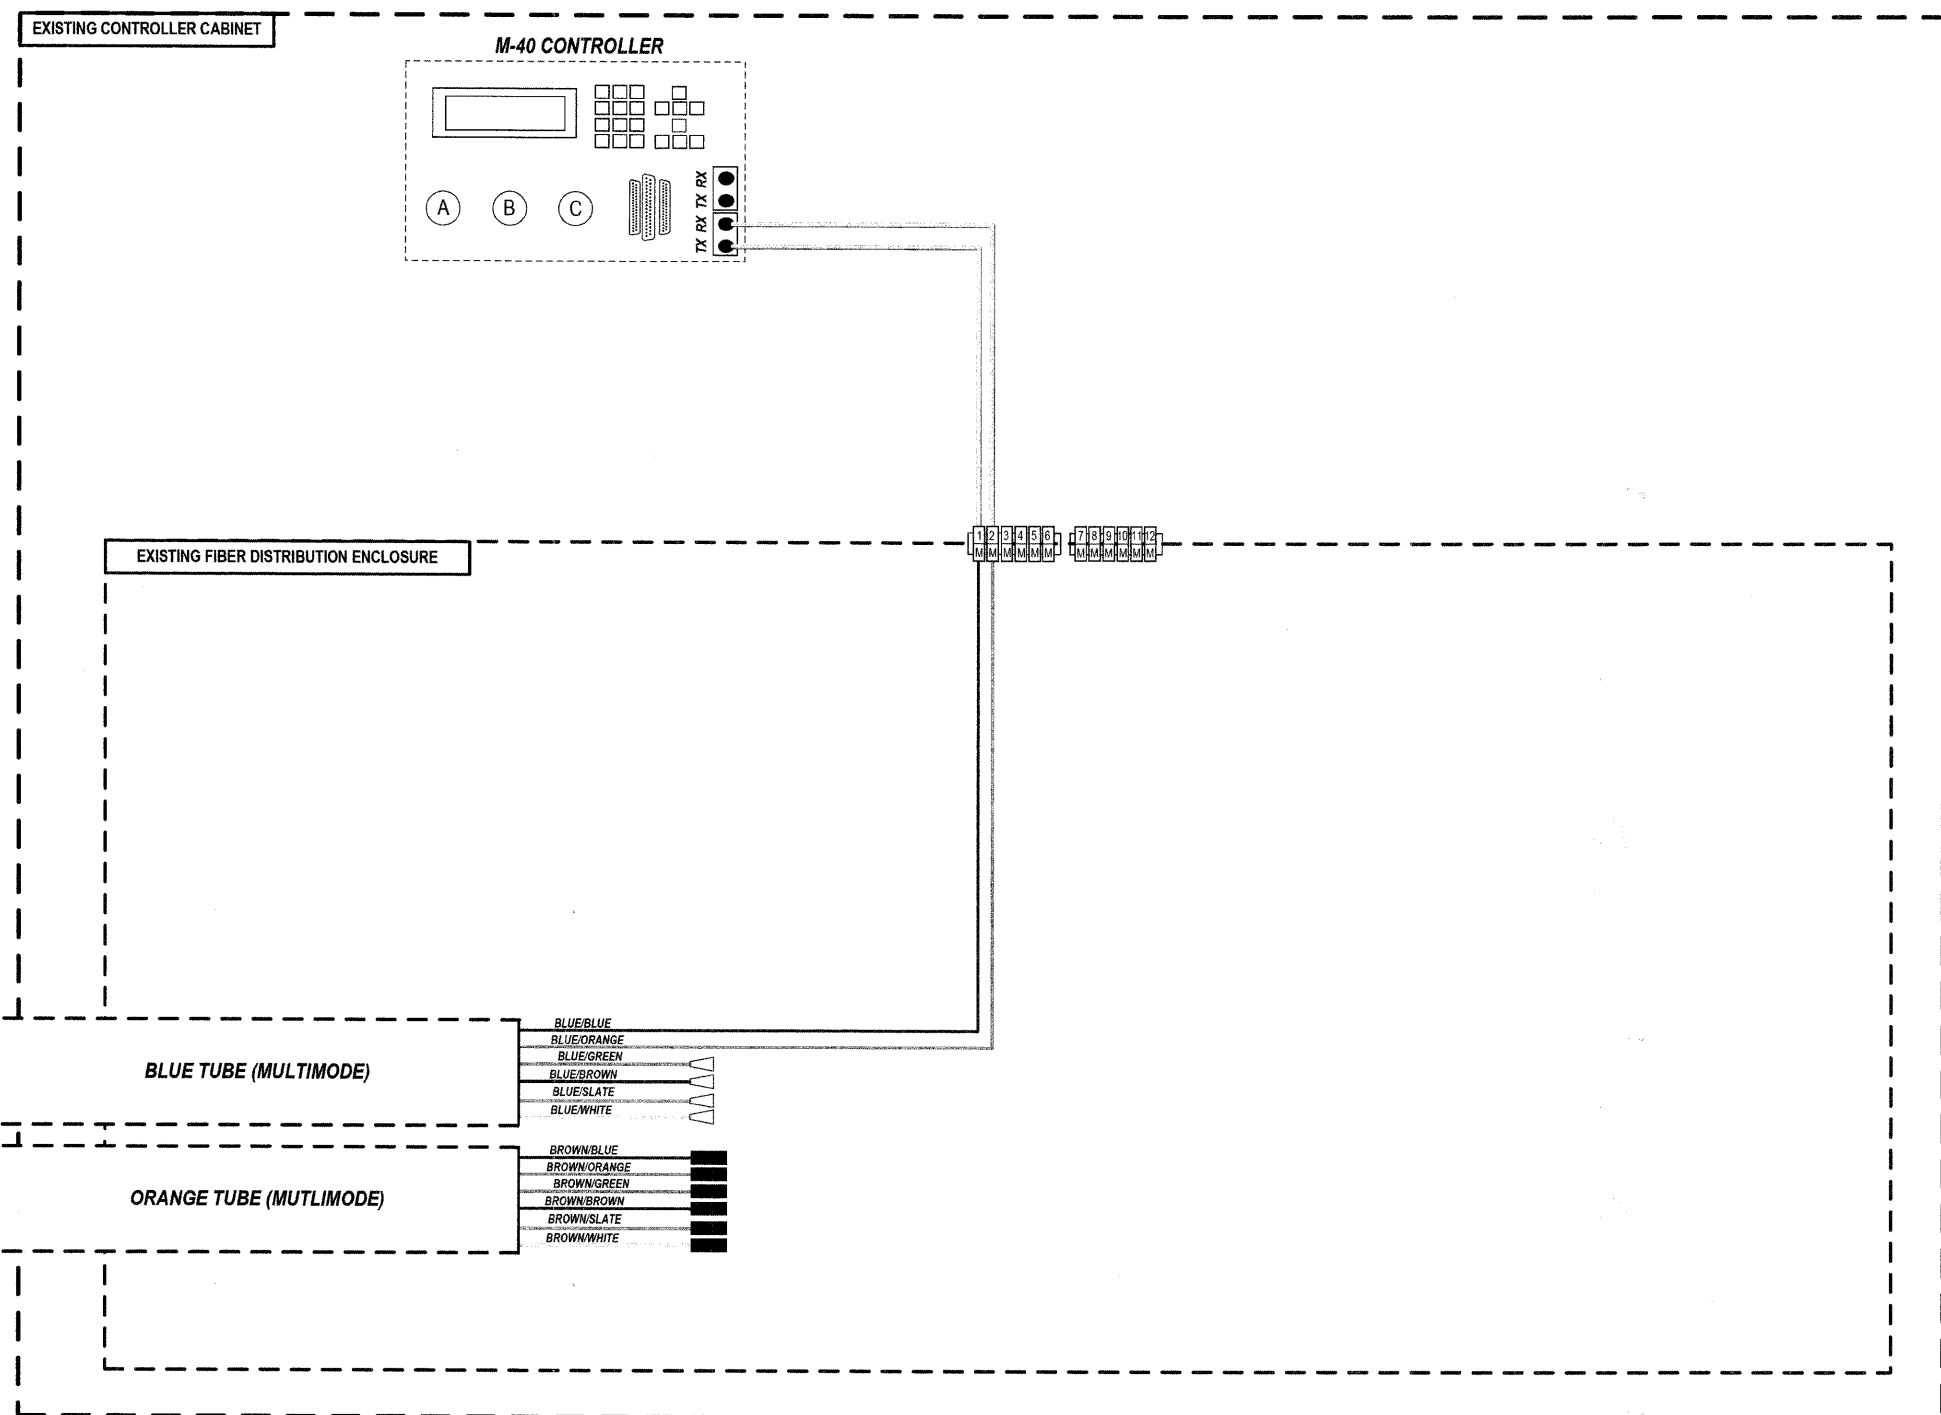 EXISTING CONTROLLER CABINET
M-40 CONTROLLER
A B C
TX RX TX RX
1 2 3 4 5 6 7 8 9 10 11 12
M M M M M M M M M M M M
EXISTING FIBER DISTRIBUTION ENCLOSURE
BLUE TUBE (MULTIMODE)
BLUE/BLUE
BLUE/ORANGE
BLUE/GREEN
BLUE/BROWN
BLUE/SLATE
BLUE/WHITE
ORANGE TUBE (MUTLIMODE)
BROWN/BLUE
BROWN/ORANGE
BROWN/GREEN
BROWN/BROWN
BROWN/SLATE
BROWN/WHITE